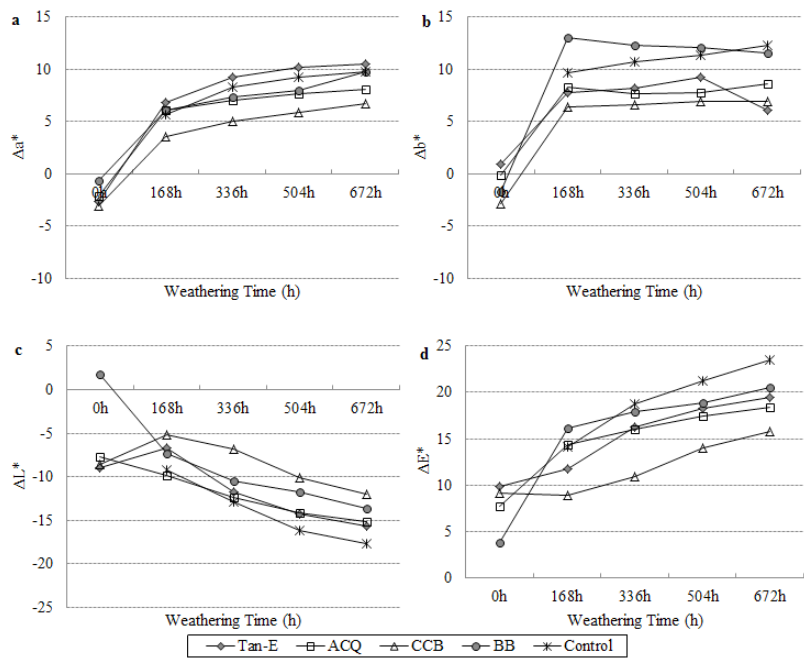 a
15
10
5
0
-5
-10
Δa*
0h 168h 336h 504h 672h
Weathering Time (h)
b
15
10
5
0
-5
-10
Δb*
0h 168h 336h 504h 672h
Weathering Time (h)
c
5
0
-5
-10
-15
-20
-25
ΔL*
0h 168h 336h 504h 672h
Weathering Time (h)
d
25
20
15
10
5
0
ΔE*
0h 168h 336h 504h 672h
Weathering Time (h)
Tan-E ACQ CCB BB Control